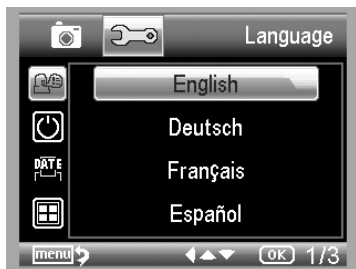 Language
English
Deutsch
Français
DATE
Español
menu OK 1/3